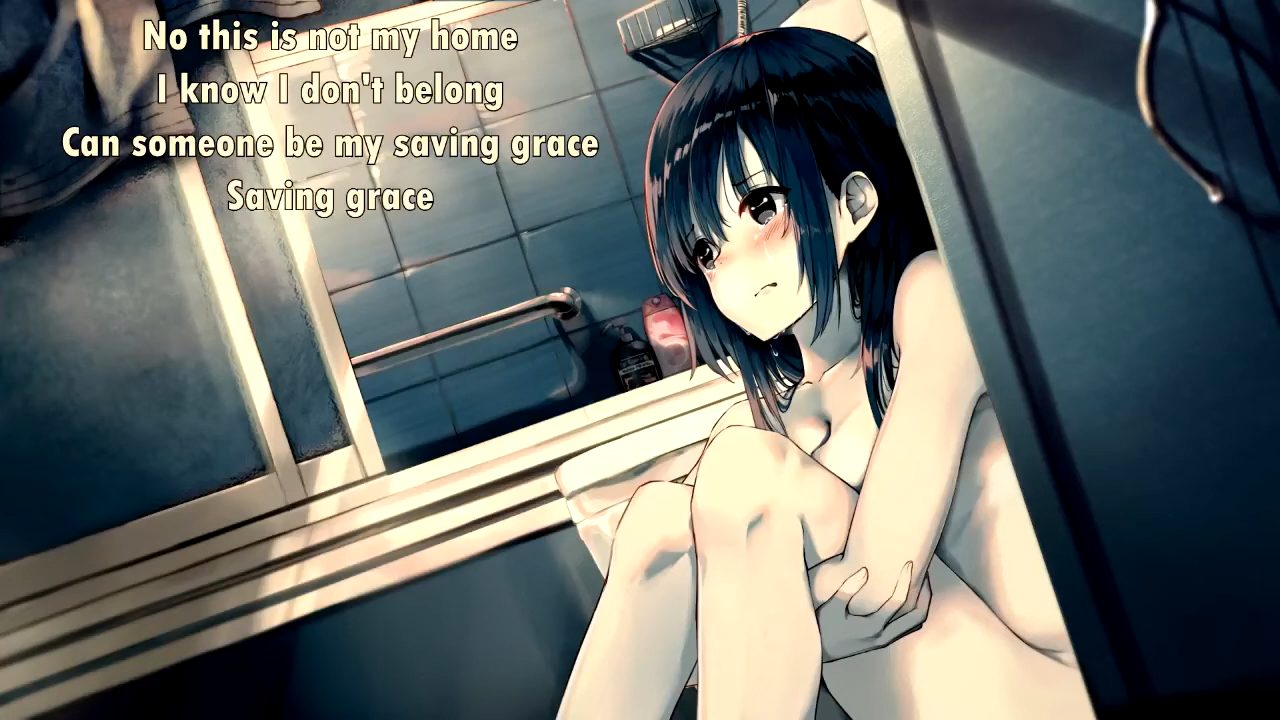 No this is not my home
I know I don't belong
Can someone be my saving grace
Saving grace